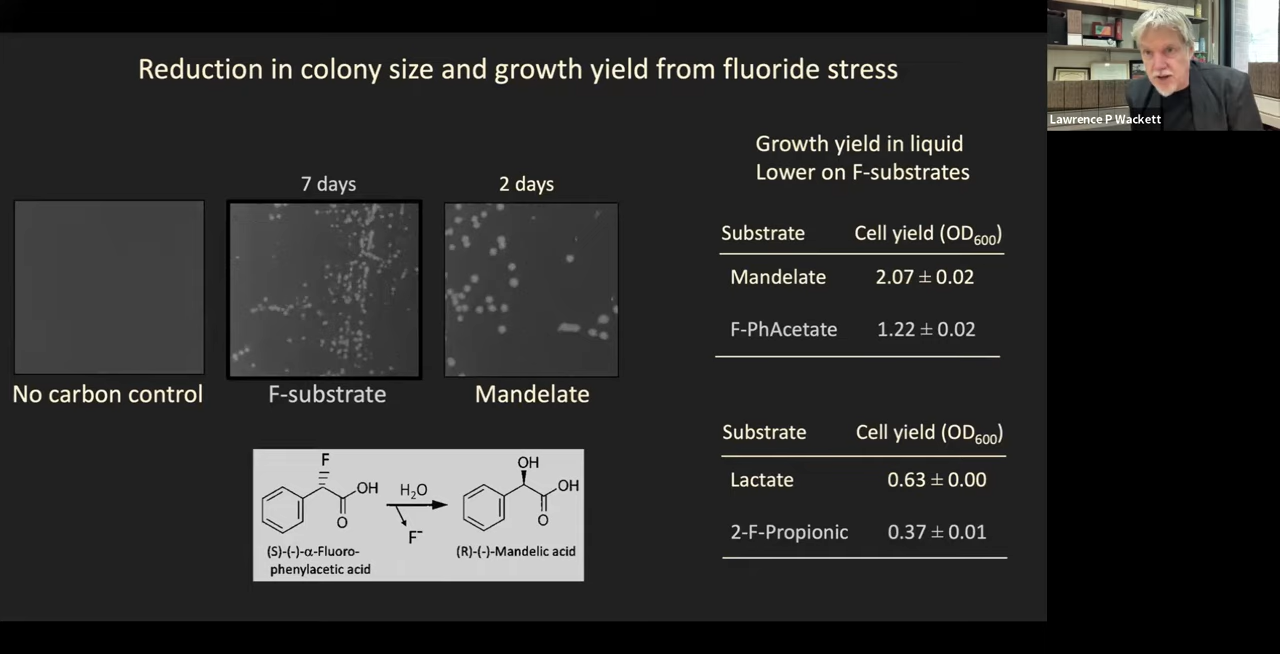 Reduction in colony size and growth yield from fluoride stress
Lawrence P Wackett
7 days
2 days
No carbon control
F-substrate
Mandelate
F
OH
O
H₂O
F⁻
OH
OH
O
(S)-(-)-α-Fluoro-
phenylacetic acid
(R)-(-)-Mandelic acid
Growth yield in liquid
Lower on F-substrates
Substrate Cell yield (OD₆₀₀)
Mandelate 2.07 ± 0.02
F-PhAcetate 1.22 ± 0.02
Substrate Cell yield (OD₆₀₀)
Lactate 0.63 ± 0.00
2-F-Propionic 0.37 ± 0.01